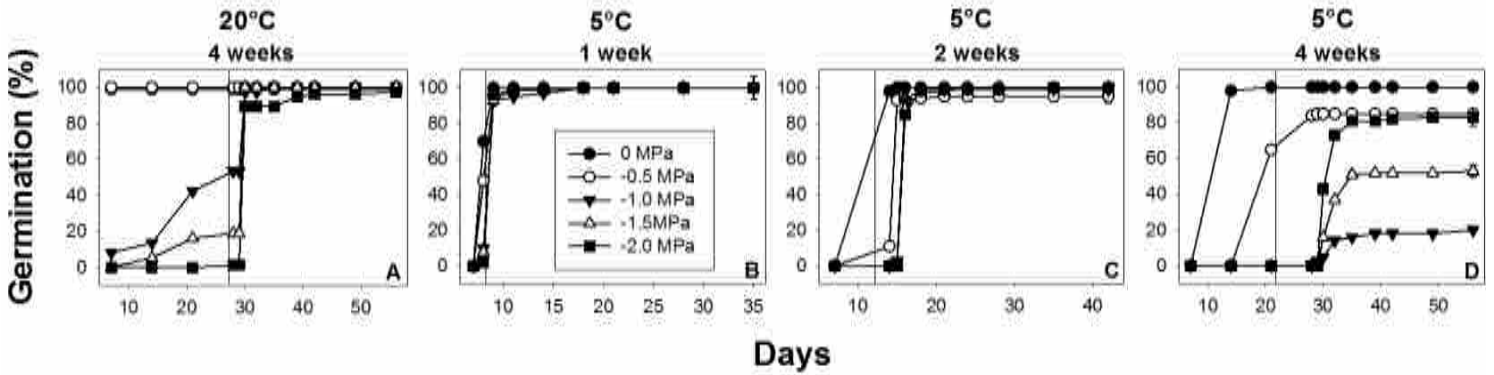 20°C 5°C 5°C 5°C
4 weeks 1 week 2 weeks 4 weeks
Germination (%)
100 100 100 100
80 80 80 80
60 60 60 60
40 40 40 40
20 20 20 20
0 0 0 0
0 MPa
-0.5 MPa
-1.0 MPa
-1.5MPa
-2.0 MPa
A B C D
10 20 30 40 50 10 15 20 25 30 35 10 20 30 40 10 20 30 40 50
Days